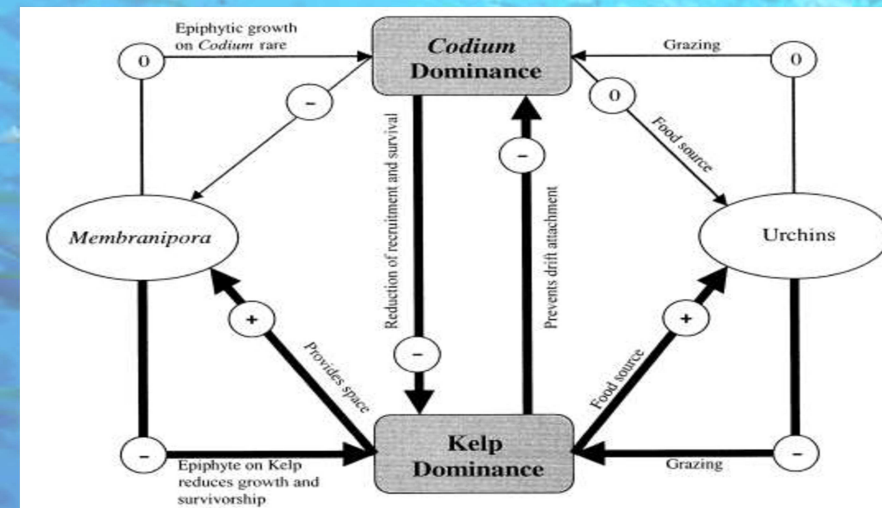 Epiphytic growth
on Codium rare
0
Codium
Dominance
Grazing
0
-
0
Food source
Reduction of recruitment and survival
-
Prevents drift attachment
Membranipora
Urchins
+
Provides space
-
Food source
+
-
Epiphyte on Kelp
reduces growth and
survivorship
Kelp
Dominance
Grazing
-